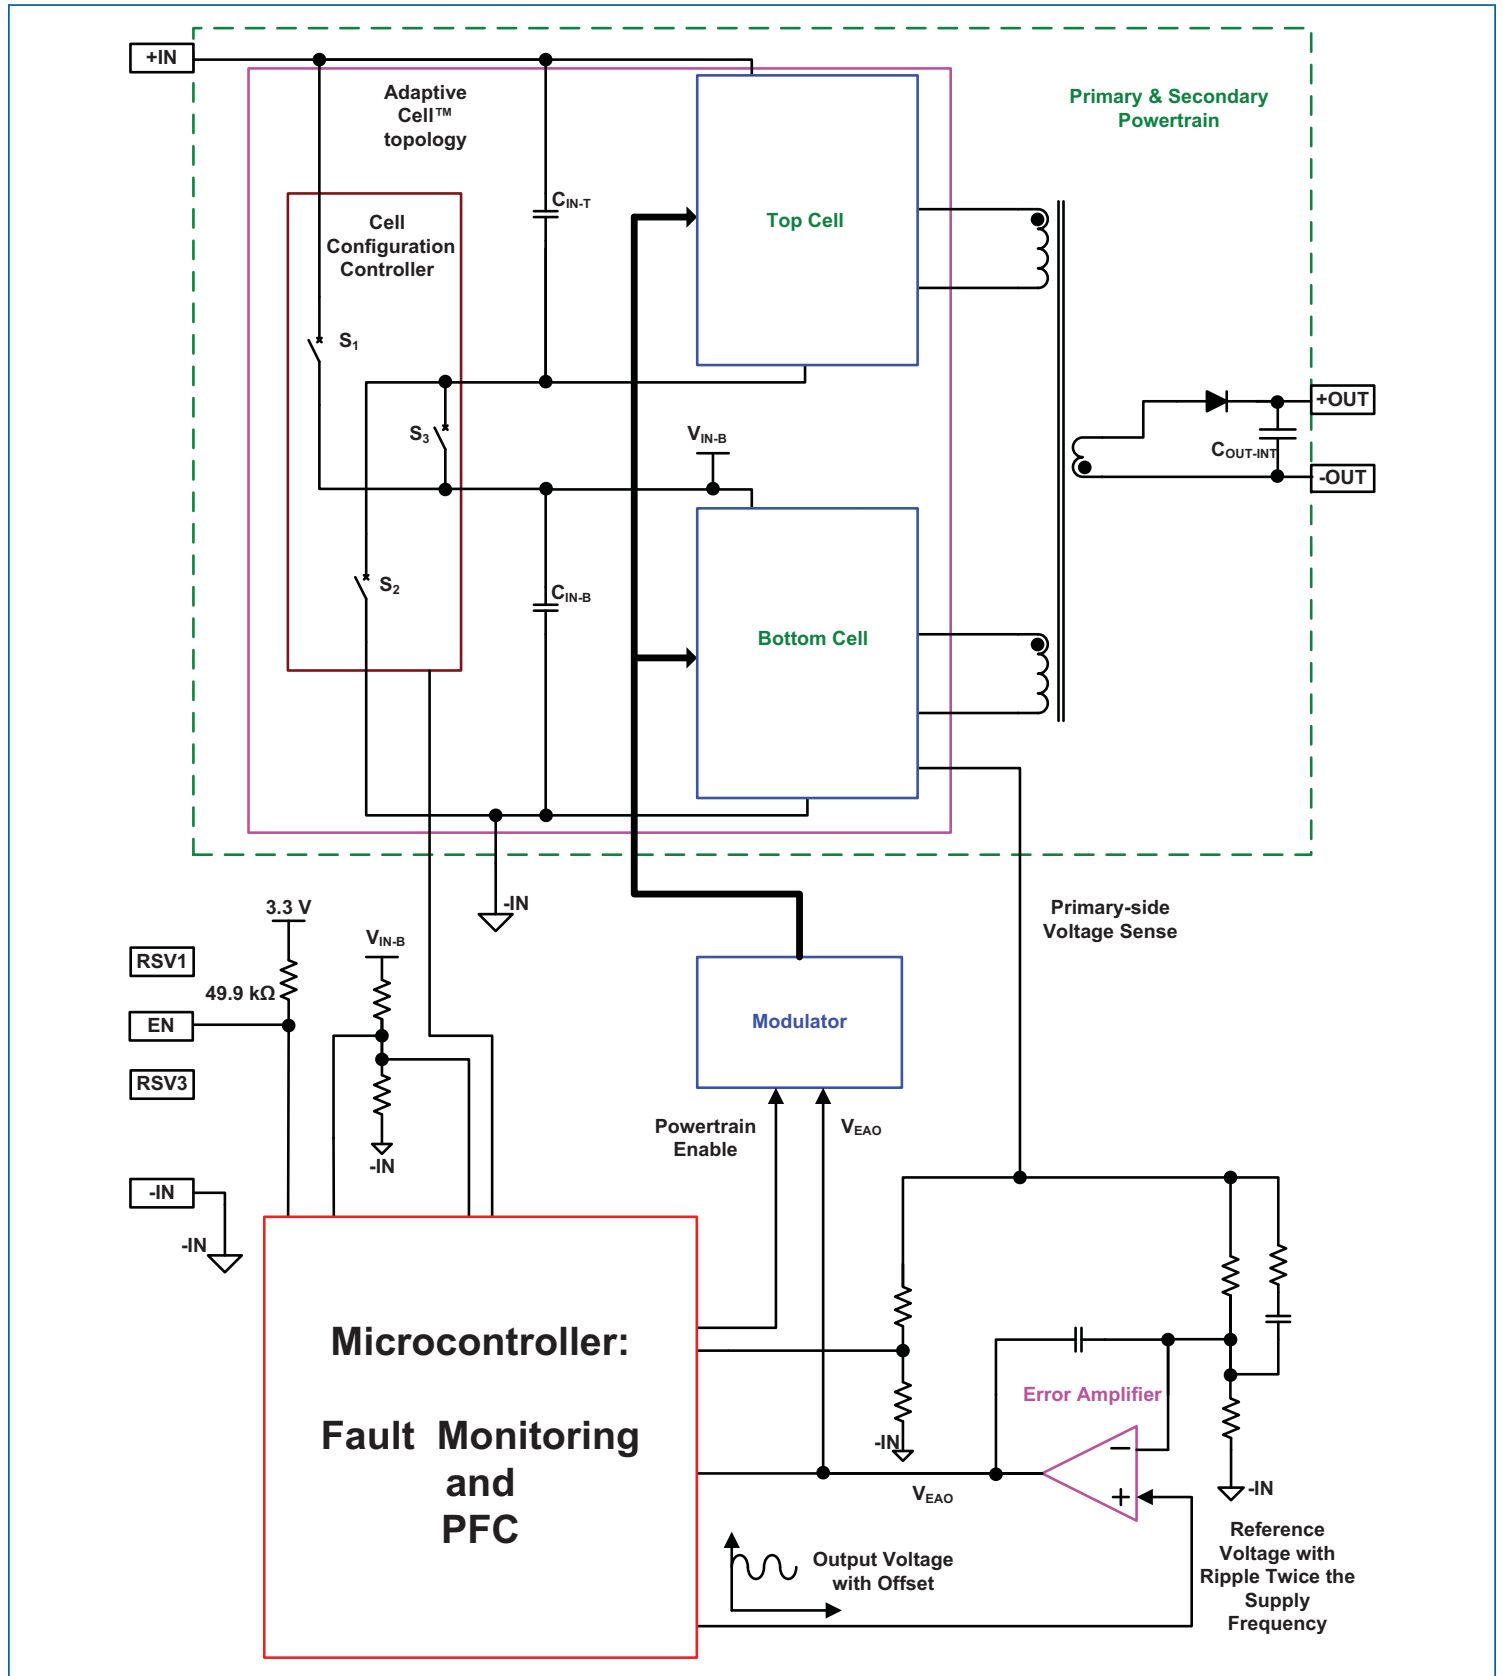 +IN
Adaptive
Cell™
topology
Primary & Secondary
Powertrain
Cell
Configuration
Controller
CIN-T
Top Cell
S1
S3
VIN-B
+OUT
COUT-INT
-OUT
S2
CIN-B
Bottom Cell
-IN
3.3 V
VIN-B
Primary-side
Voltage Sense
RSV1
49.9 kΩ
EN
Modulator
RSV3
Powertrain
Enable
VEAO
-IN
-IN
-IN
Microcontroller:
Fault Monitoring
and
PFC
Error Amplifier
-IN
−
+
VEAO
-IN
Output Voltage
with Offset
Reference
Voltage with
Ripple Twice the
Supply
Frequency